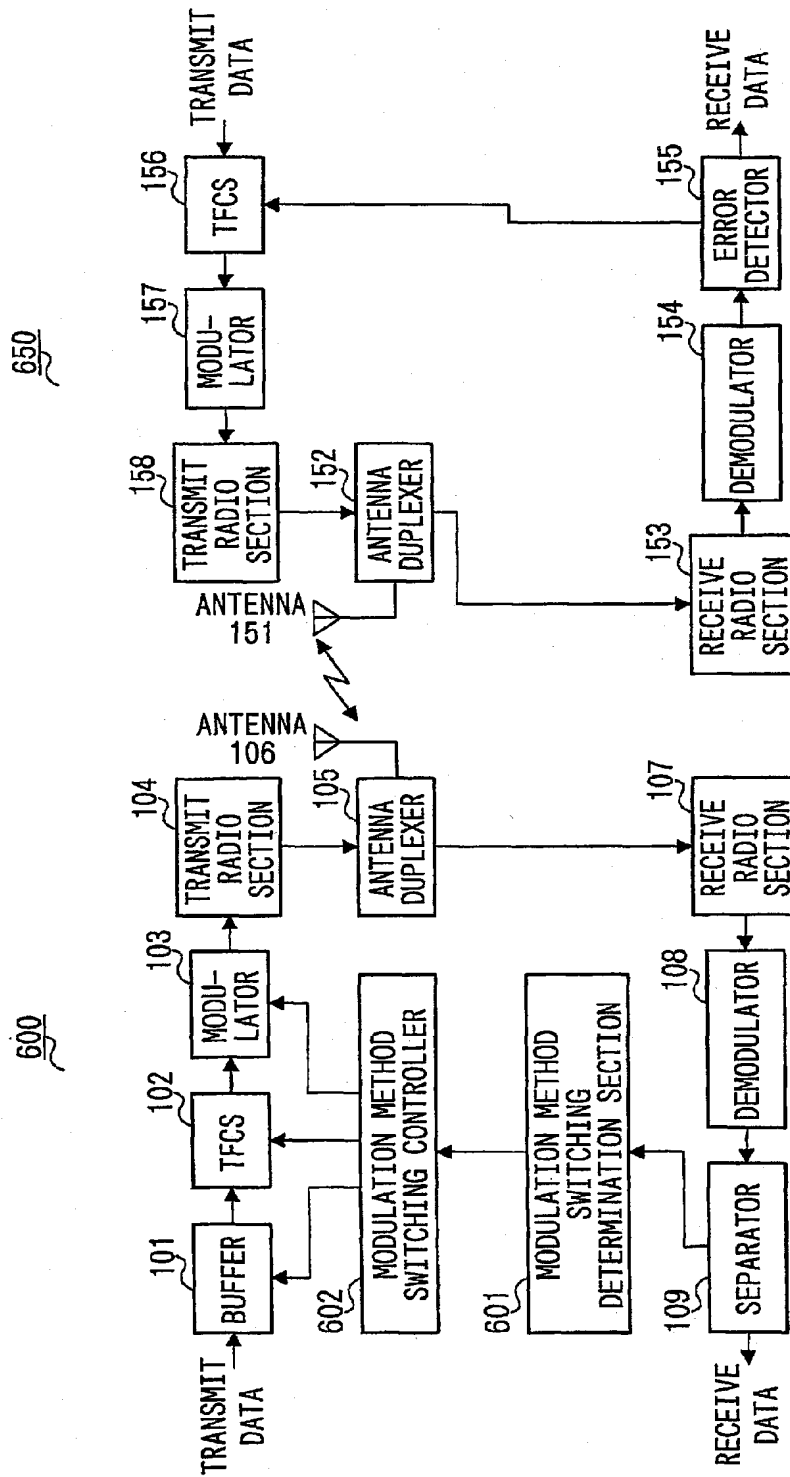 600
TRANSMIT
DATA
101
BUFFER
102
TFCS
103
MODU-
LATOR
104
TRANSMIT
RADIO
SECTION
602
MODULATION METHOD
SWITCHING CONTROLLER
105
ANTENNA
DUPLEXER
ANTENNA
106
601
MODULATION METHOD
SWITCHING
DETERMINATION SECTION
RECEIVE
DATA
109
SEPARATOR
108
DEMODULATOR
107
RECEIVE
RADIO
SECTION
650
158
TRANSMIT
RADIO
SECTION
157
MODU-
LATOR
156
TFCS
TRANSMIT
DATA
ANTENNA
151
152
ANTENNA
DUPLEXER
153
RECEIVE
RADIO
SECTION
154
DEMODULATOR
155
ERROR
DETECTOR
RECEIVE
DATA